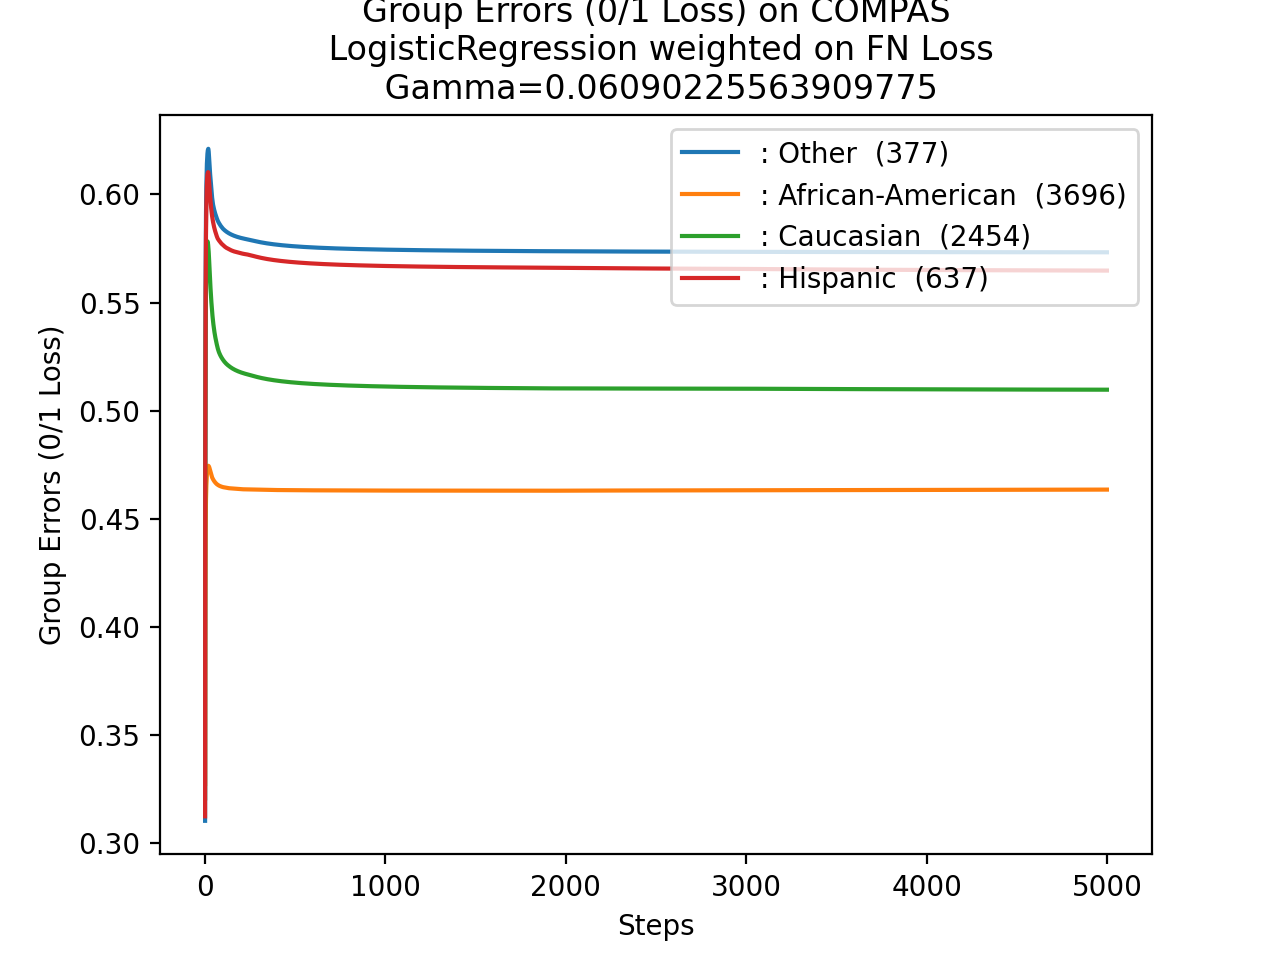 Group Errors (0/1 Loss) on COMPAS
LogisticRegression weighted on FN Loss
Gamma=0.06090225563909775
: Other (377)
: African-American (3696)
: Caucasian (2454)
: Hispanic (637)
Group Errors (0/1 Loss)
0.60
0.55
0.50
0.45
0.40
0.35
0.30
0 1000 2000 3000 4000 5000
Steps